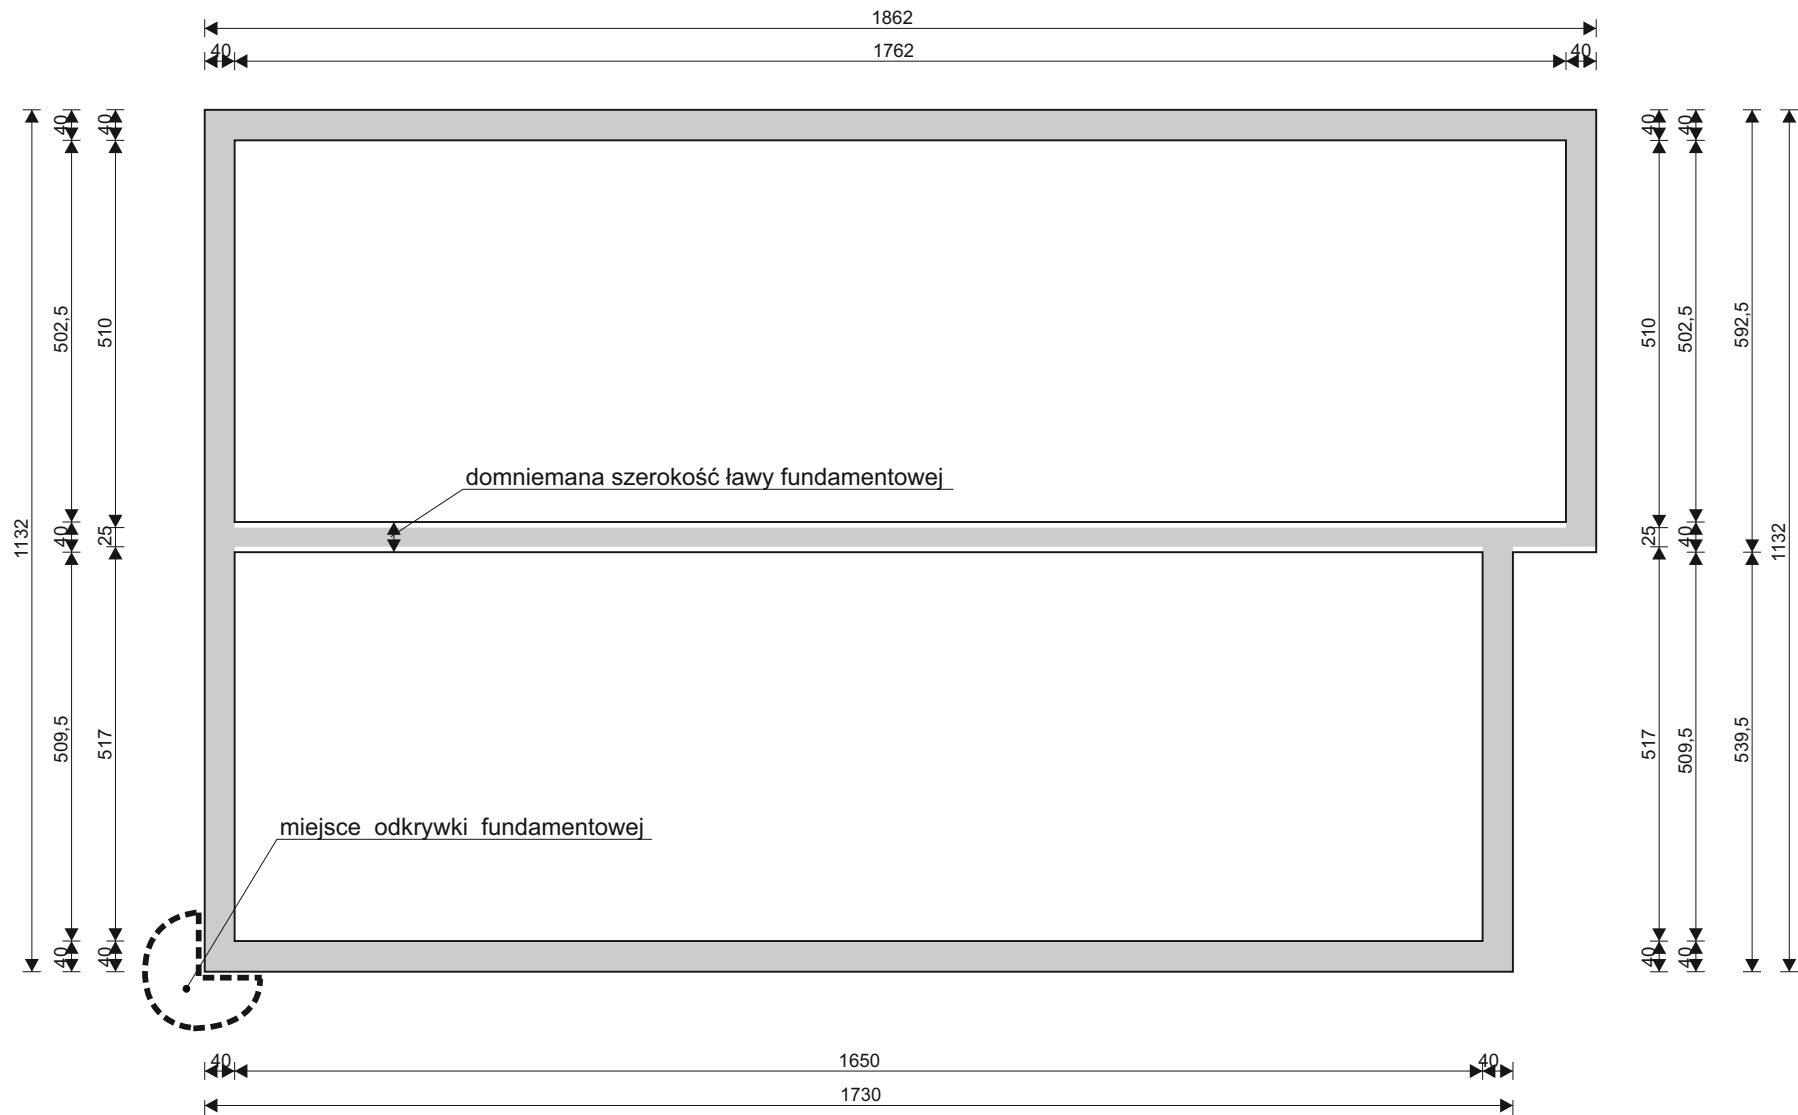 1862
40 1762 40
40 40 40 40
502,5 510 510 502,5 592,5
domniemana szerokość ławy fundamentowej
1132 40 25 25 40 1132
509,5 517 517 509,5 539,5
miejsce odkrywki fundamentowej
40 40 40 40
40 1650 40
1730